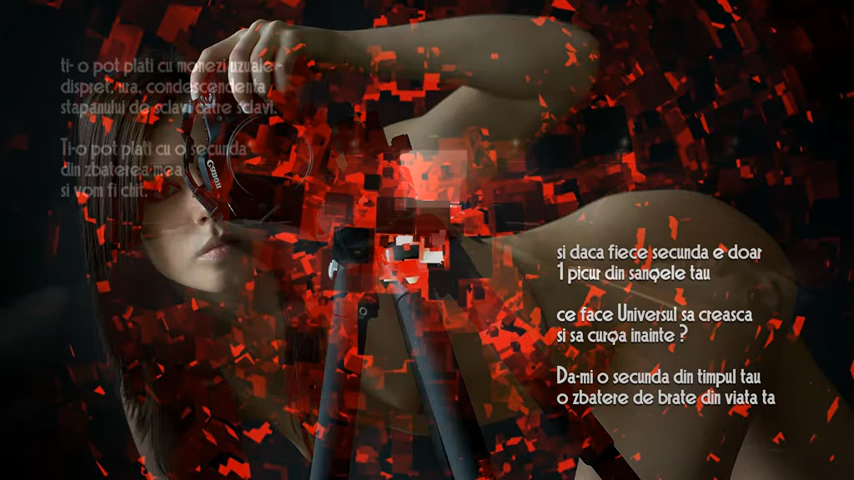 ti- o pot plati cu monezi uzuale -
dispret, ura, condescendenta
stapanului de sclavi catre sclavi.
Ti-o pot plati cu o secunda
din zbaterea mea
si vom fi chit.
Canon
si daca fiece secunda e doar
1 picur din sangele tau
ce face Universul sa creasca
si sa curga inainte ?
Da-mi o secunda din timpul tau
o zbatere de brate din viata ta